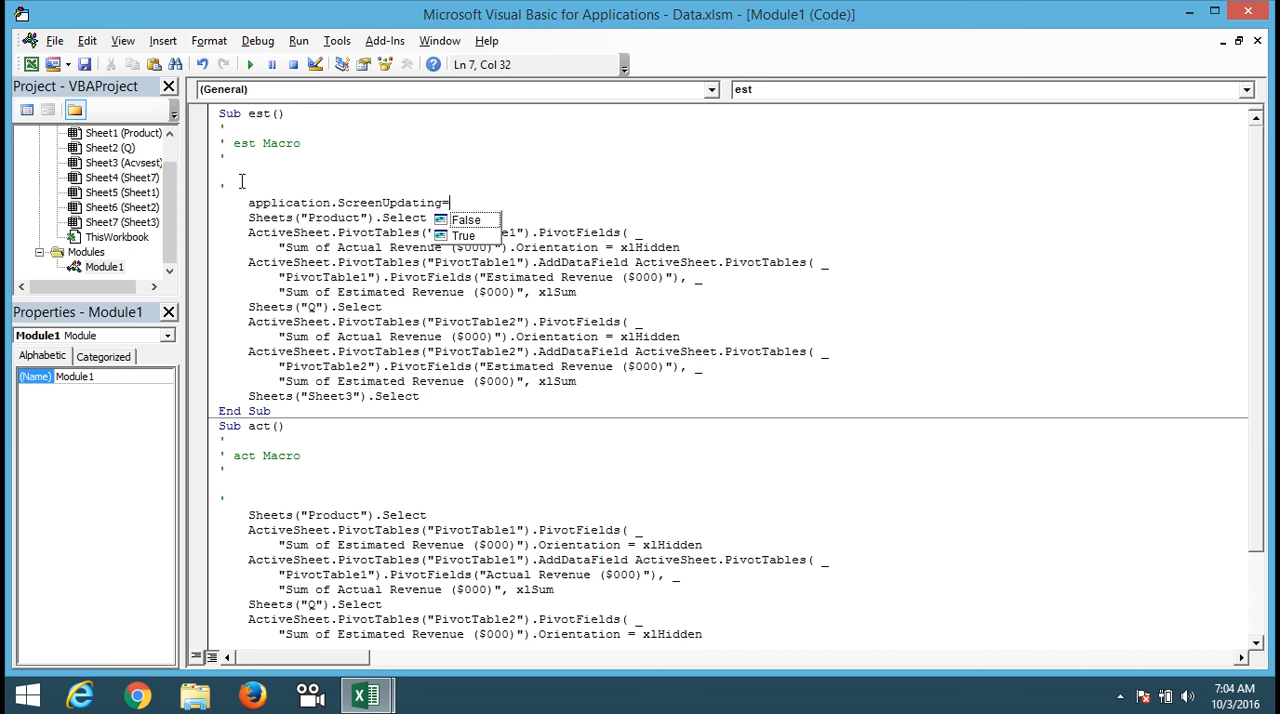 Microsoft Visual Basic for Applications - Data.xlsm - [Module1 (Code)]
File Edit View Insert Format Debug Run Tools Add-Ins Window Help
Ln 7, Col 32
Project - VBAProject
Sheet1 (Product)
Sheet2 (Q)
Sheet3 (Acvsest)
Sheet4 (Sheet7)
Sheet5 (Sheet1)
Sheet6 (Sheet2)
Sheet7 (Sheet3)
ThisWorkbook
Modules
Module1
Properties - Module1
Module1 Module
Alphabetic Categorized
(Name) Module1
(General) est
Sub est()
'
' est Macro
'
'
application.ScreenUpdating=
False
True
Sheets("Product").Select
ActiveSheet.PivotTables("PivotTable1").PivotFields( _
"Sum of Actual Revenue ($000)").Orientation = xlHidden
ActiveSheet.PivotTables("PivotTable1").AddDataField ActiveSheet.PivotTables( _
"PivotTable1").PivotFields("Estimated Revenue ($000)"), _
"Sum of Estimated Revenue ($000)", xlSum
Sheets("Q").Select
ActiveSheet.PivotTables("PivotTable2").PivotFields( _
"Sum of Actual Revenue ($000)").Orientation = xlHidden
ActiveSheet.PivotTables("PivotTable2").AddDataField ActiveSheet.PivotTables( _
"PivotTable2").PivotFields("Estimated Revenue ($000)"), _
"Sum of Estimated Revenue ($000)", xlSum
Sheets("Sheet3").Select
End Sub
Sub act()
'
' act Macro
'
'
Sheets("Product").Select
ActiveSheet.PivotTables("PivotTable1").PivotFields( _
"Sum of Estimated Revenue ($000)").Orientation = xlHidden
ActiveSheet.PivotTables("PivotTable1").AddDataField ActiveSheet.PivotTables( _
"PivotTable1").PivotFields("Actual Revenue ($000)"), _
"Sum of Actual Revenue ($000)", xlSum
Sheets("Q").Select
ActiveSheet.PivotTables("PivotTable2").PivotFields( _
"Sum of Estimated Revenue ($000)").Orientation = xlHidden
7:04 AM
10/3/2016